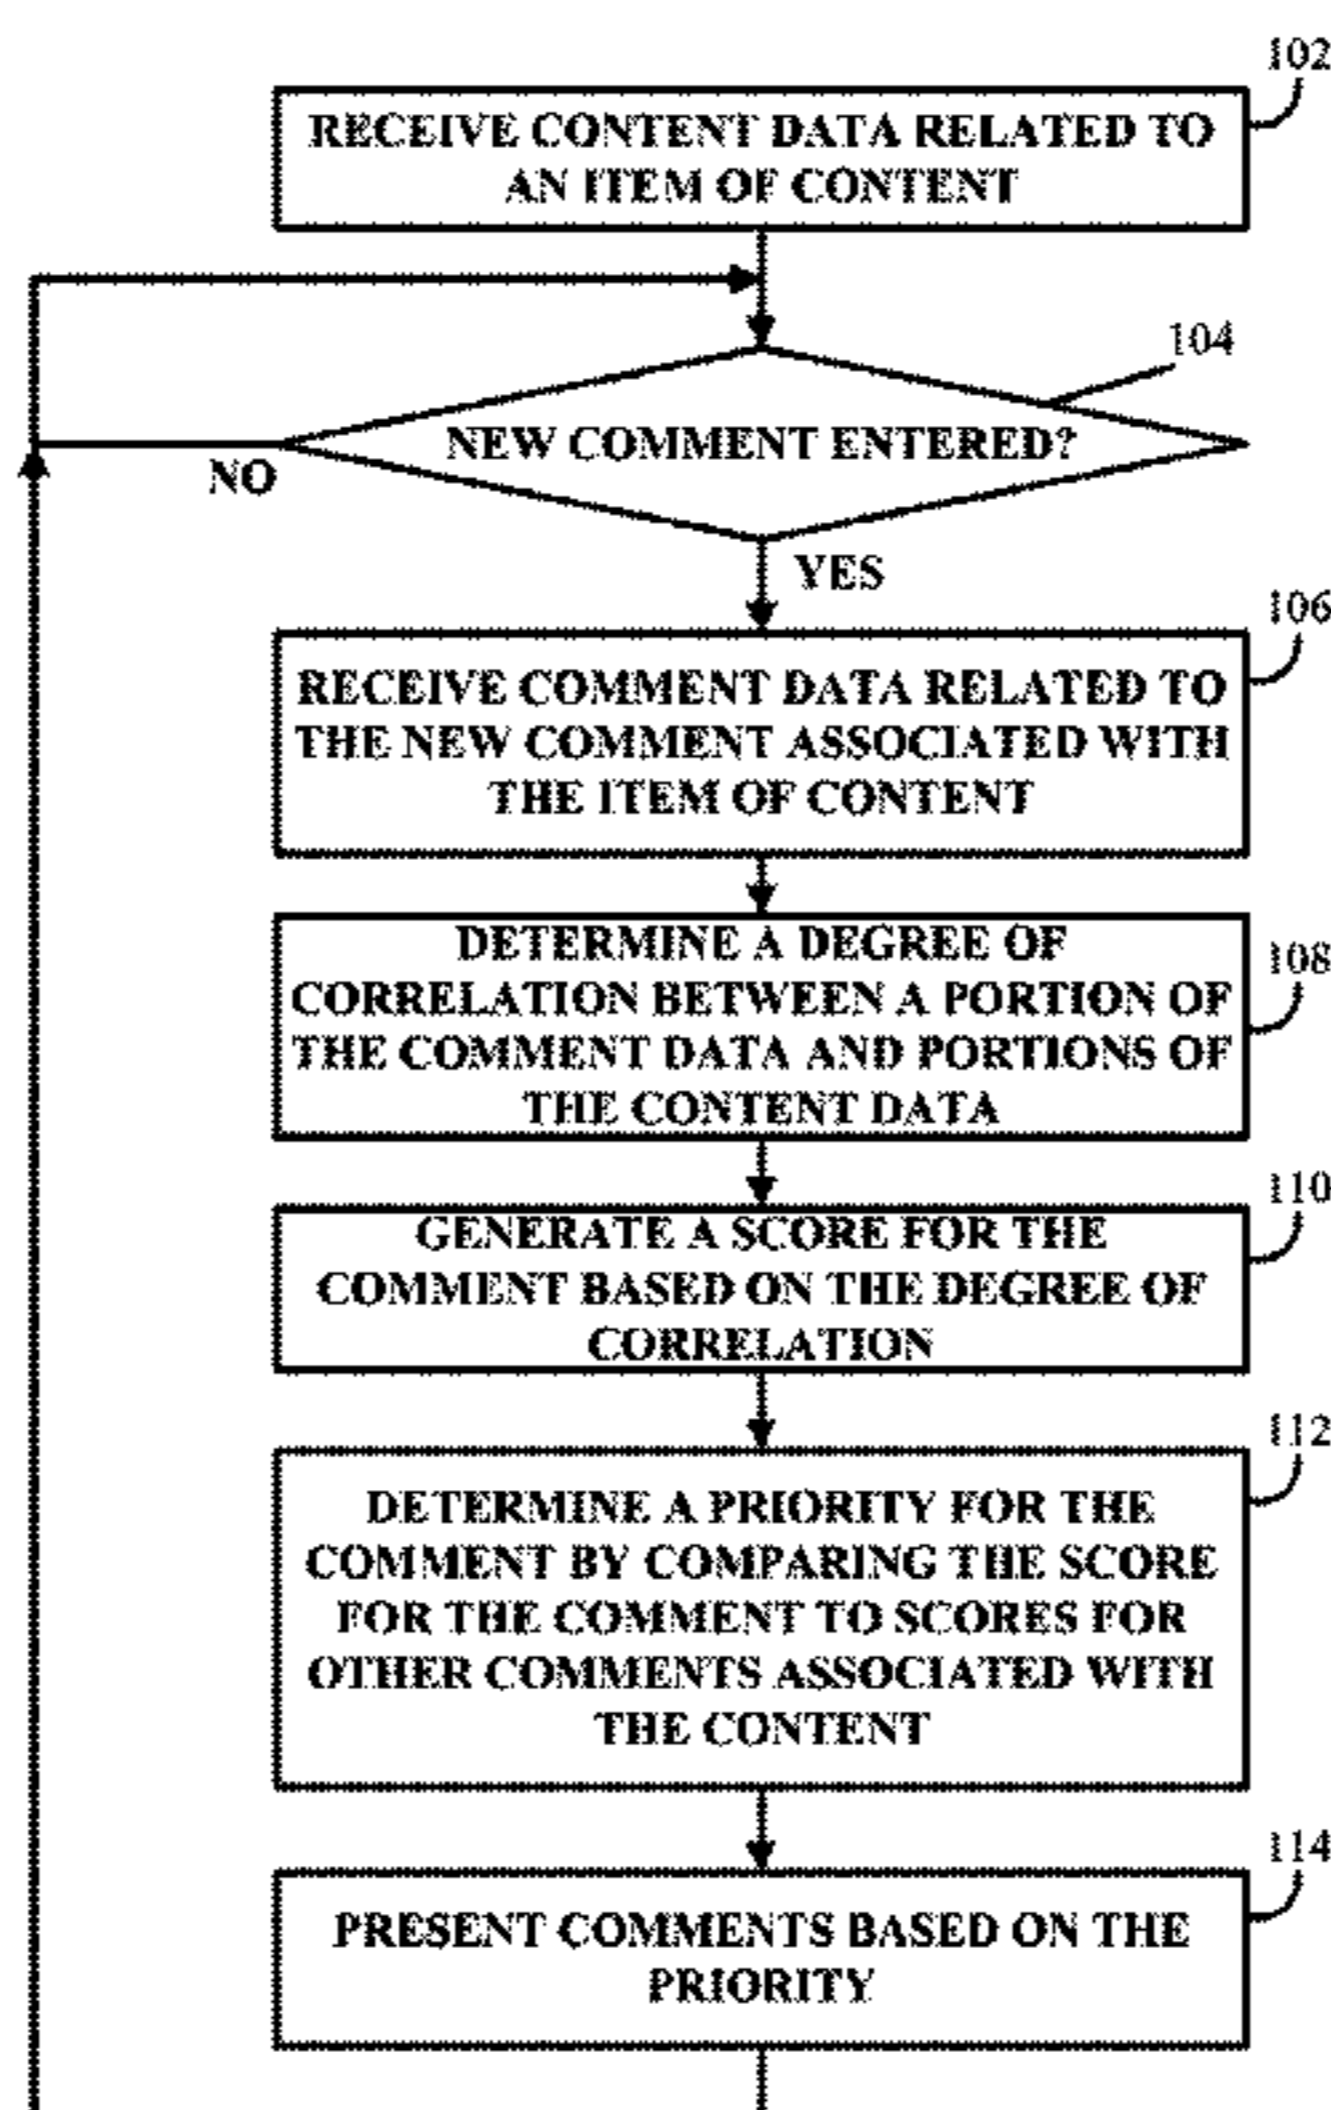 102
RECEIVE CONTENT DATA RELATED TO
AN ITEM OF CONTENT
104
NEW COMMENT ENTERED?
NO
YES
106
RECEIVE COMMENT DATA RELATED TO
THE NEW COMMENT ASSOCIATED WITH
THE ITEM OF CONTENT
108
DETERMINE A DEGREE OF
CORRELATION BETWEEN A PORTION OF
THE COMMENT DATA AND PORTIONS OF
THE CONTENT DATA
110
GENERATE A SCORE FOR THE
COMMENT BASED ON THE DEGREE OF
CORRELATION
112
DETERMINE A PRIORITY FOR THE
COMMENT BY COMPARING THE SCORE
FOR THE COMMENT TO SCORES FOR
OTHER COMMENTS ASSOCIATED WITH
THE CONTENT
114
PRESENT COMMENTS BASED ON THE
PRIORITY